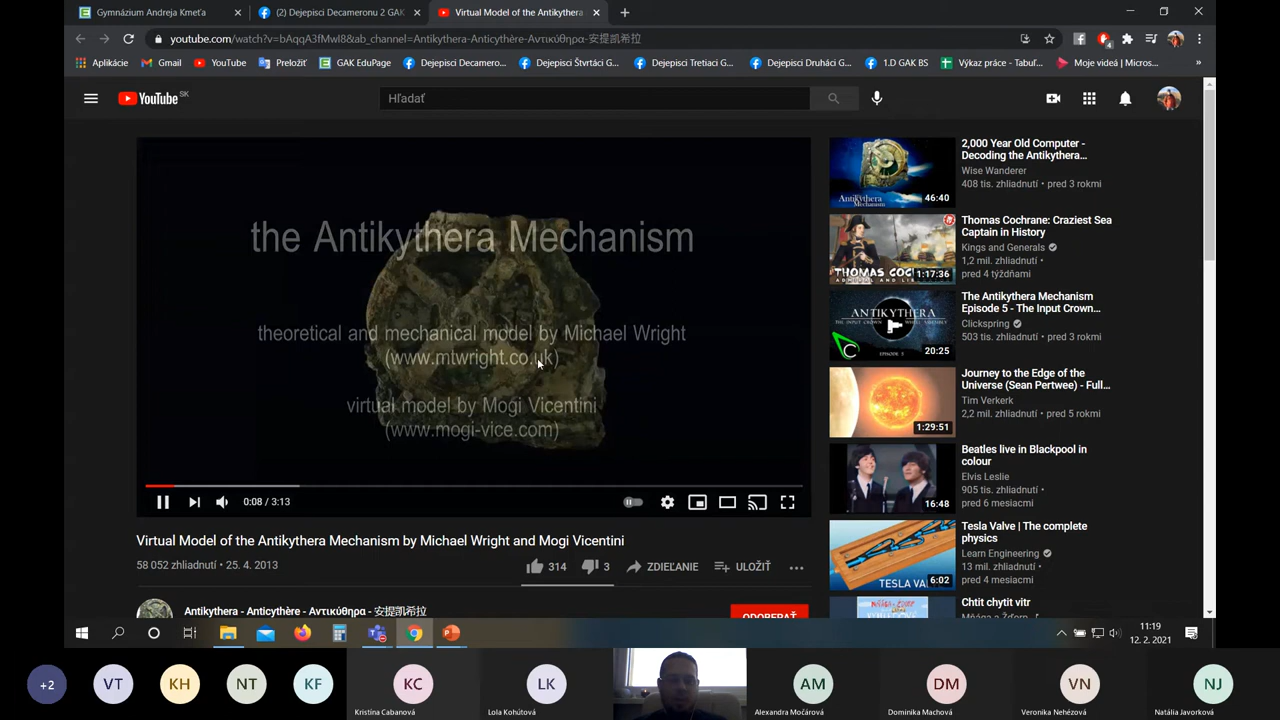 Gymnázium Andreja Kmeťa
(2) Dejepisci Decameronu 2 GAK
Virtual Model of the Antikythera
youtube.com/watch?v=bAqqA3fMwI8&ab_channel=Antikythera-Anticythère-Αντικύθηρα-安提凯希拉
4
Aplikácie
Gmail
YouTube
Preložiť
GAK EduPage
Dejepisci Decamero...
Dejepisci Štvrtáci G...
Dejepisci Tretiaci G...
Dejepisci Druháci G...
1.D GAK BS
Výkaz práce - Tabuľ...
Moje videá | Micros...
YouTube SK
Hľadať
the Antikythera Mechanism
theoretical and mechanical model by Michael Wright
(www.mtwright.co.uk)
virtual model by Mogi Vicentini
(www.mogi-vice.com)
0:08 / 3:13
Virtual Model of the Antikythera Mechanism by Michael Wright and Mogi Vicentini
58 052 zhliadnutí • 25. 4. 2013
314
3
ZDIEĽANIE
ULOŽIŤ
Antikythera - Anticythère - Αντικύθηρα - 安提凯希拉
ODOBERAŤ
AntiKythera Mechanism
46:40
2,000 Year Old Computer -
Decoding the Antikythera...
Wise Wanderer
408 tis. zhliadnutí • pred 3 rokmi
1:17:36
Thomas Cochrane: Craziest Sea
Captain in History
Kings and Generals
1,2 mil. zhliadnutí •
pred 4 týždňami
ANTIKYTHERA
EPISODE 5
20:25
The Antikythera Mechanism
Episode 5 - The Input Crown...
Clickspring
503 tis. zhliadnutí • pred 3 rokmi
1:29:51
Journey to the Edge of the
Universe (Sean Pertwee) - Full...
Tim Verkerk
2,2 mil. zhliadnutí • pred 5 rokmi
16:48
Beatles live in Blackpool in
colour
Elvis Leslie
905 tis. zhliadnutí •
pred 6 mesiacmi
TESLA VA
6:02
Tesla Valve | The complete
physics
Learn Engineering
13 mil. zhliadnutí •
pred 4 mesiacmi
Chtit chytit vitr
11:19
12. 2. 2021
+2
VT
KH
NT
KF
KC
Kristína Cabanová
LK
Lola Kohútová
AM
Alexandra Močárová
DM
Dominika Machová
VN
Veronika Nehézová
NJ
Natália Javorková